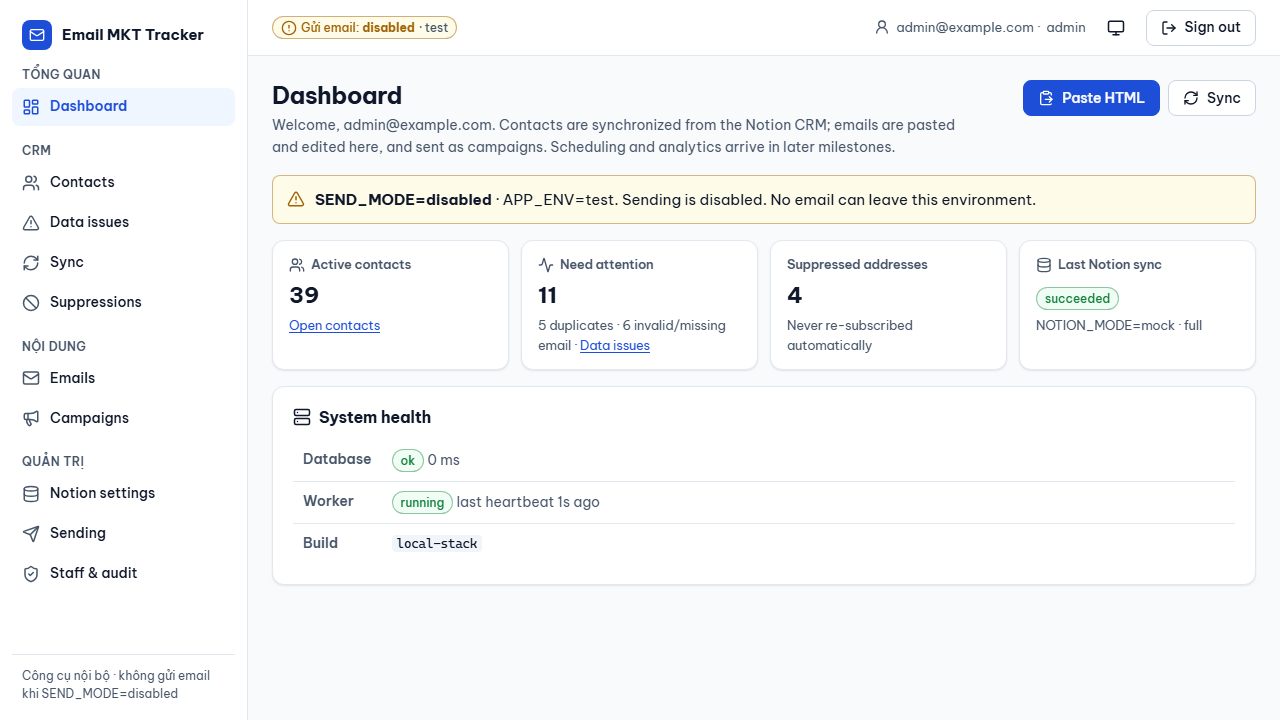 Email MKT Tracker
TỔNG QUAN
Dashboard
CRM
Contacts
Data issues
Sync
Suppressions
NỘI DUNG
Emails
Campaigns
QUẢN TRỊ
Notion settings
Sending
Staff & audit
Công cụ nội bộ · không gửi email
khi SEND_MODE=disabled
Gửi email: disabled · test
admin@example.com · admin
Sign out
Dashboard
Welcome, admin@example.com. Contacts are synchronized from the Notion CRM; emails are pasted
and edited here, and sent as campaigns. Scheduling and analytics arrive in later milestones.
Paste HTML
Sync
SEND_MODE=disabled · APP_ENV=test. Sending is disabled. No email can leave this environment.
Active contacts
39
Open contacts
Need attention
11
5 duplicates · 6 invalid/missing
email · Data issues
Suppressed addresses
4
Never re-subscribed
automatically
Last Notion sync
succeeded
NOTION_MODE=mock · full
System health
Database ok 0 ms
Worker running last heartbeat 1s ago
Build local-stack